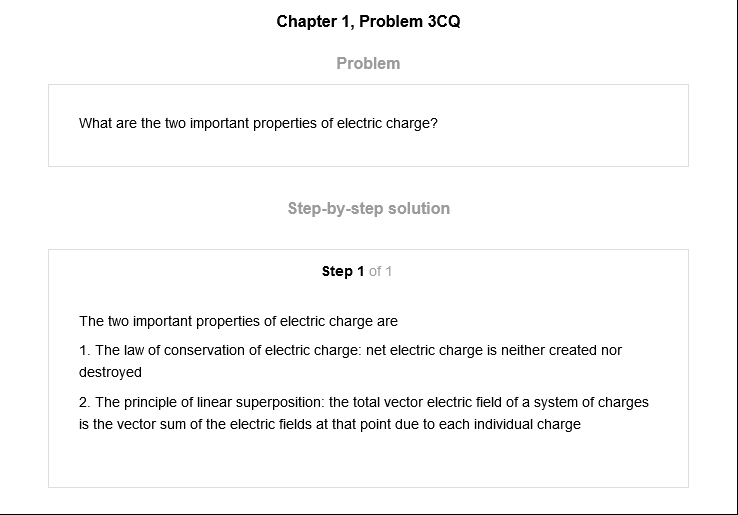 Chapter 1, Problem 3CQ
Problem
What are the two important properties of electric charge?
Step-by-step solution
Step 1 of 1
The two important properties of electric charge are
1. The law of conservation of electric charge: net electric charge is neither created nor
destroyed
2. The principle of linear superposition: the total vector electric field of a system of charges
is the vector sum of the electric fields at that point due to each individual charge